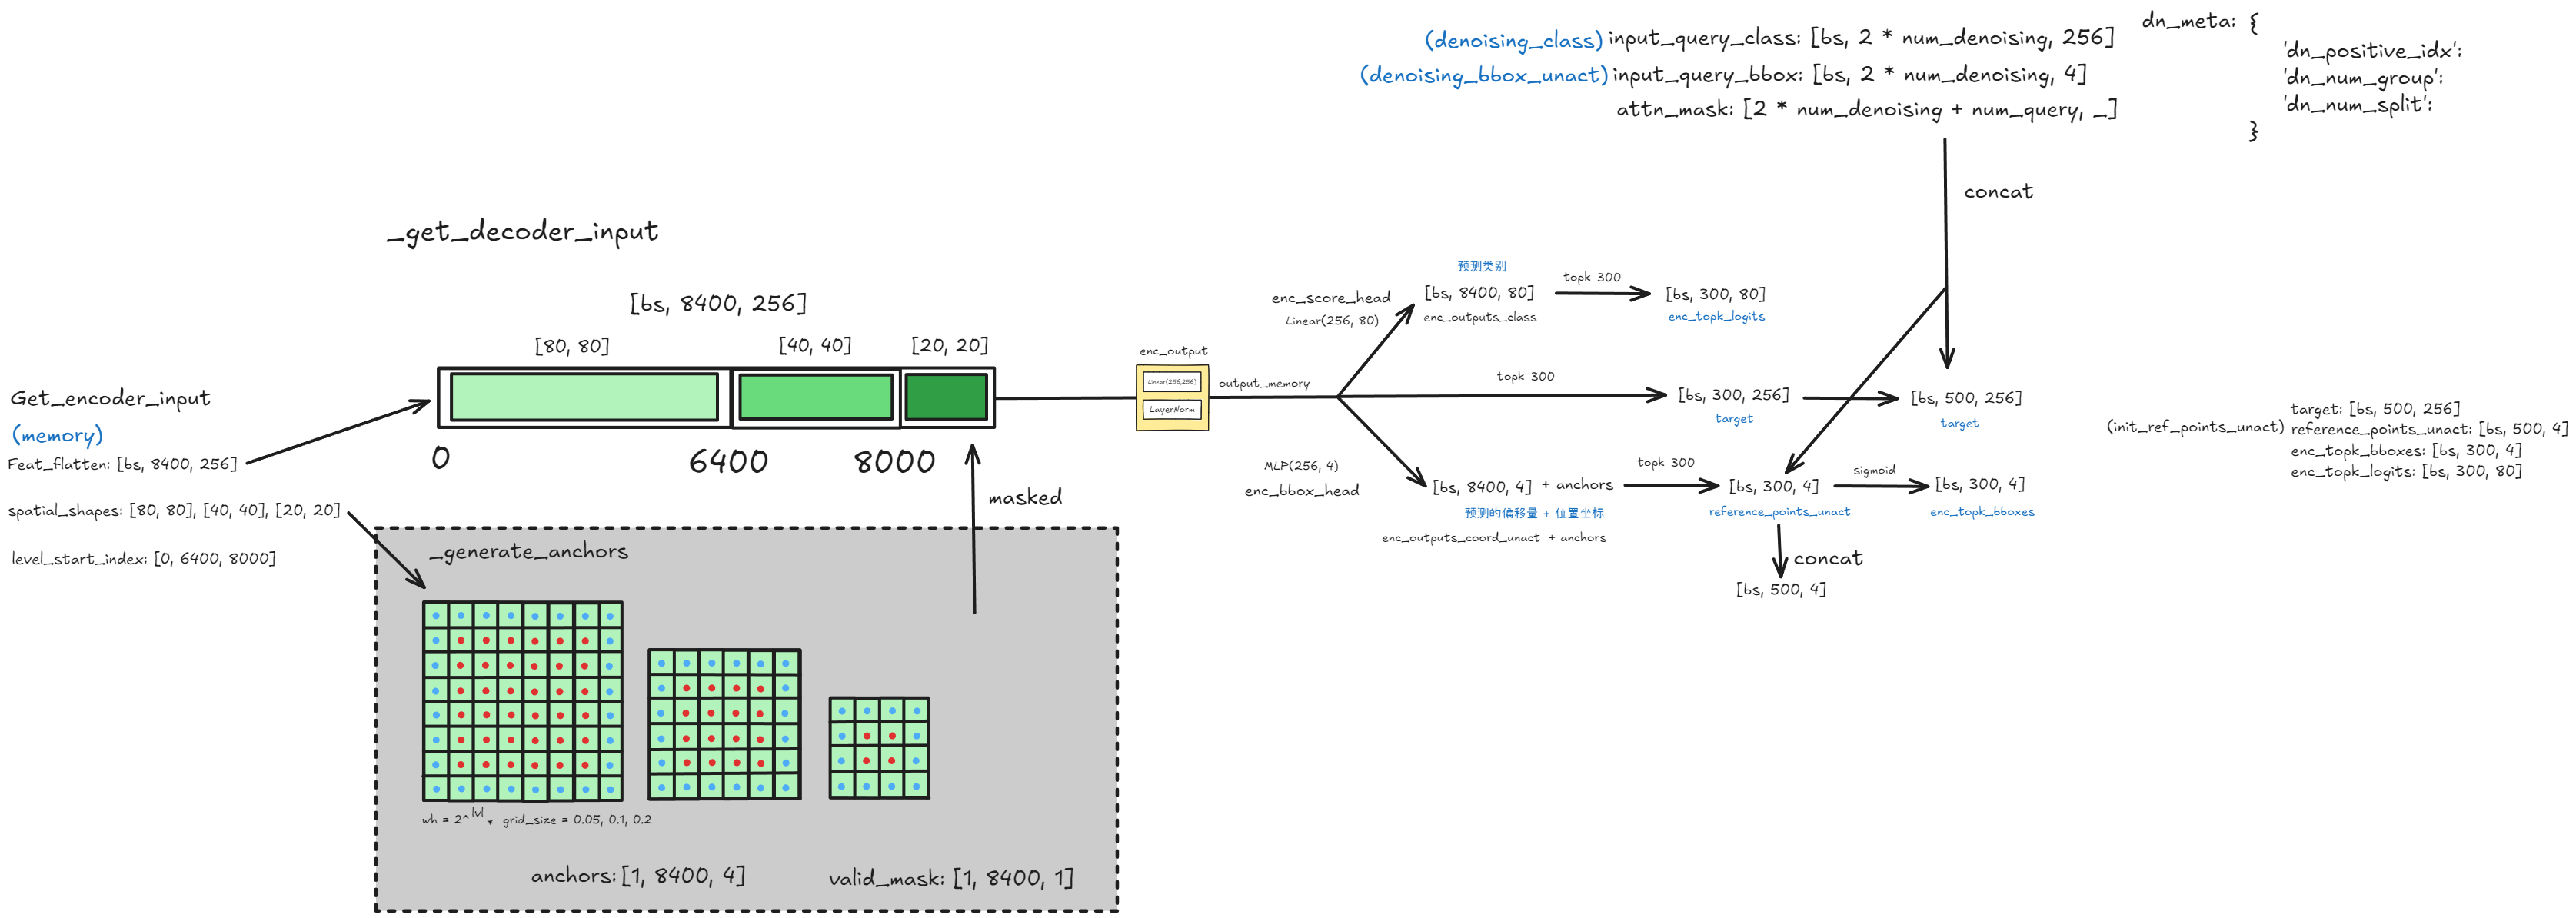 (denoising_class) input_query_class: [bs, 2 * num_denoising, 256]
(denoising_bbox_unact) input_query_bbox: [bs, 2 * num_denoising, 4]
attn_mask: [2 * num_denoising + num_query, _]
dn_meta: {
'dn_positive_idx':
'dn_num_group':
'dn_num_split':
}
concat
_get_decoder_input
[bs, 8400, 256]
[80, 80]
[40, 40]
[20, 20]
0
6400
8000
Get_encoder_input
(memory)
Feat_flatten: [bs, 8400, 256]
spatial_shapes: [80, 80], [40, 40], [20, 20]
level_start_index: [0, 6400, 8000]
masked
_generate_anchors
wh = 2^lvl * grid_size = 0.05, 0.1, 0.2
anchors: [1, 8400, 4]
valid_mask: [1, 8400, 1]
enc_output
Linear(256,256)
LayerNorm
output_memory
enc_score_head
Linear(256, 80)
预测类别
[bs, 8400, 80]
enc_outputs_class
topk 300
[bs, 300, 80]
enc_topk_logits
topk 300
[bs, 300, 256]
target
[bs, 500, 256]
target
MLP(256, 4)
enc_bbox_head
[bs, 8400, 4] + anchors
预测的偏移量 + 位置坐标
enc_outputs_coord_unact + anchors
topk 300
[bs, 300, 4]
reference_points_unact
sigmoid
[bs, 300, 4]
enc_topk_bboxes
concat
[bs, 500, 4]
target: [bs, 500, 256]
(init_ref_points_unact) reference_points_unact: [bs, 500, 4]
enc_topk_bboxes: [bs, 300, 4]
enc_topk_logits: [bs, 300, 80]